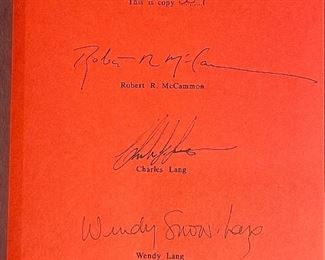 This is copy
Robert R. McCammon
Robert R. McCammon
Charles Lang
Wendy Snow-Lang
Wendy Lang